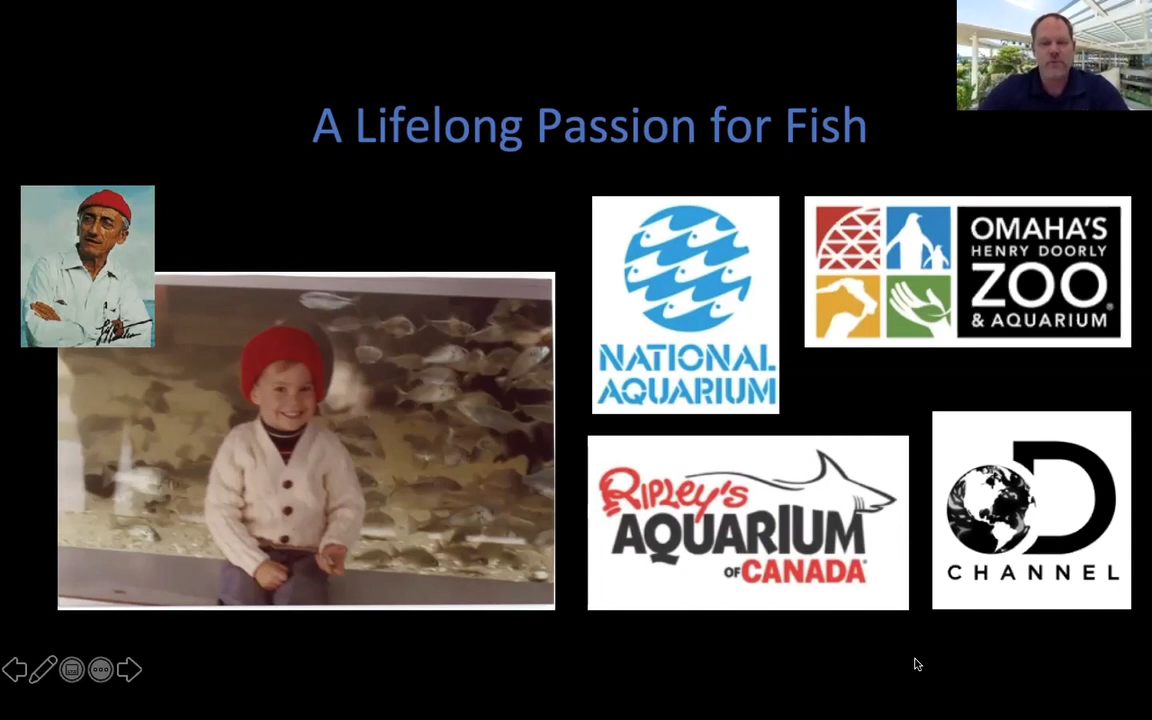 A Lifelong Passion for Fish
NATIONAL
AQUARIUM
OMAHA'S
HENRY DOORLY
ZOO®
& AQUARIUM
RIPLEY'S
AQUARIUM
OF CANADA
D
CHANNEL